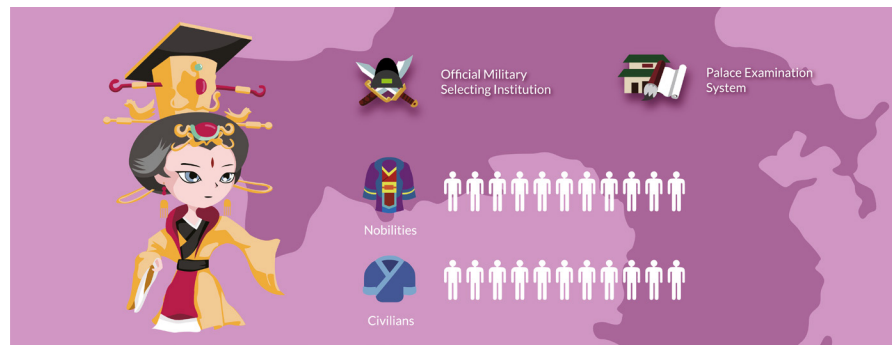 Official Military
Selecting Institution
Palace Examination
System
Nobilities
Civilians